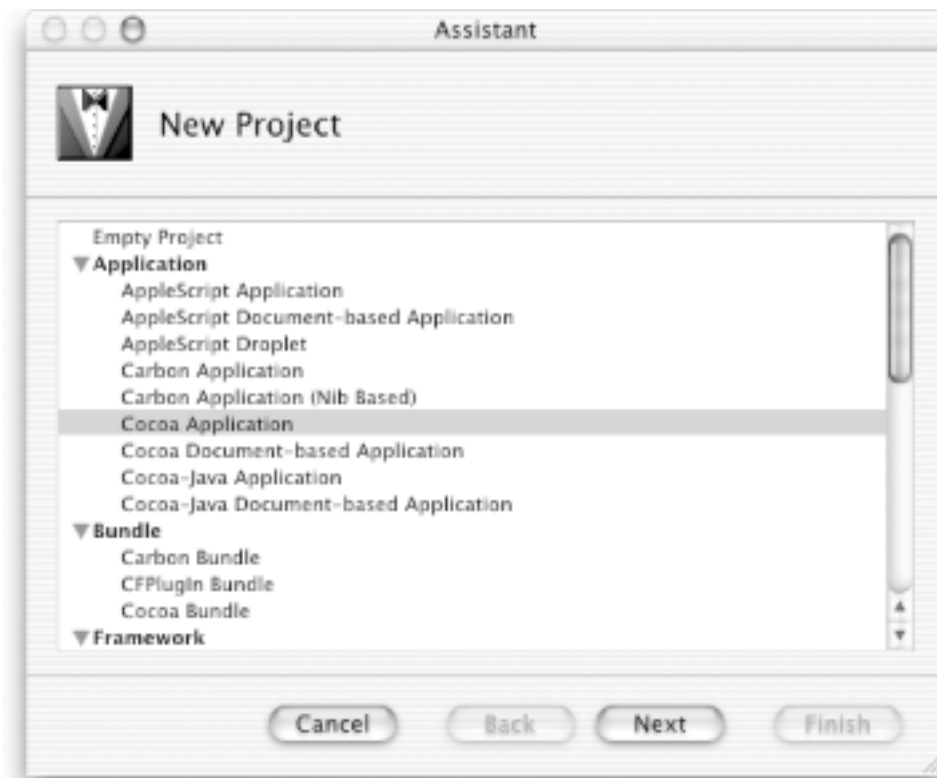 Assistant
New Project
Empty Project
Application
AppleScript Application
AppleScript Document-based Application
AppleScript Droplet
Carbon Application
Carbon Application (Nib Based)
Cocoa Application
Cocoa Document-based Application
Cocoa-Java Application
Cocoa-Java Document-based Application
Bundle
Carbon Bundle
CFPlugIn Bundle
Cocoa Bundle
Framework
Cancel Back Next Finish